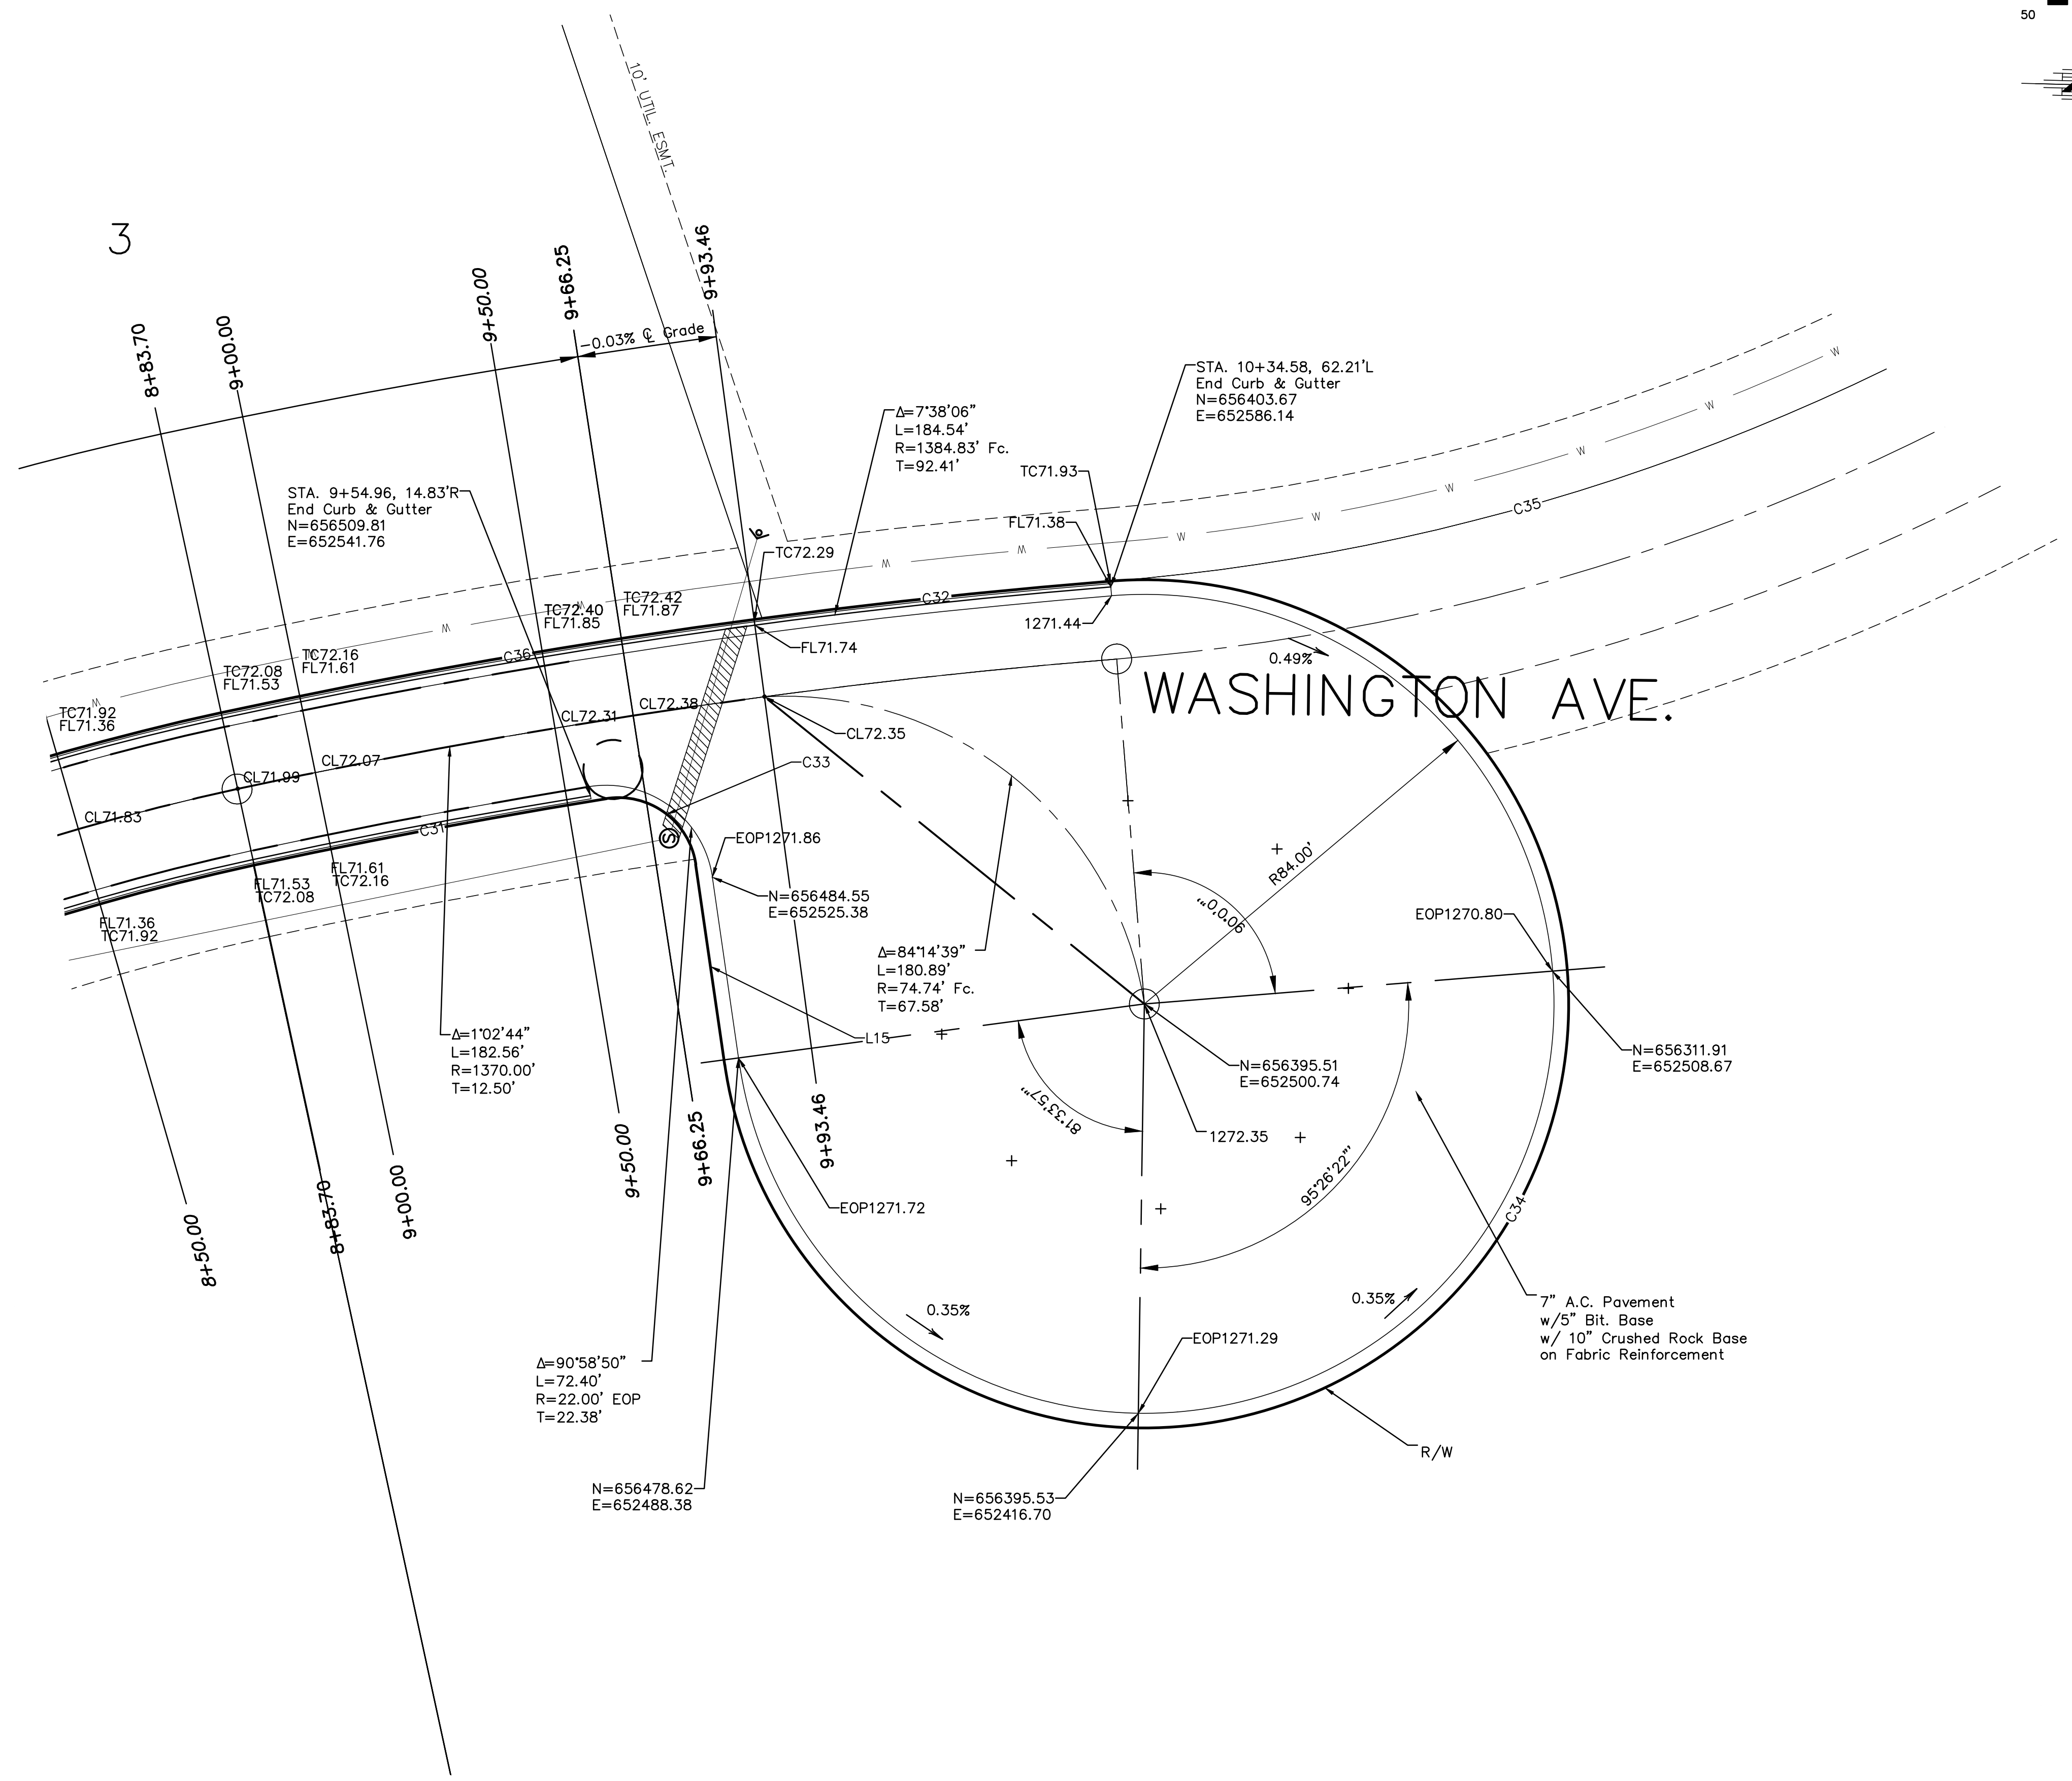 50
10' UTIL. ESMT.
3
8+83.70
9+00.00
9+50.00
9+66.25
9+93.46
-0.03% ℄ Grade
STA. 10+34.58, 62.21'L
End Curb & Gutter
N=656403.67
E=652586.14
Δ=7°38'06"
L=184.54'
R=1384.83' Fc.
T=92.41'
TC71.93
FL71.38
1271.44
STA. 9+54.96, 14.83'R
End Curb & Gutter
N=656509.81
E=652541.76
TC72.29
FL71.74
TC72.40
FL71.85
TC72.42
FL71.87
C32
C35
C36
W
W
W
W
W
W
W
W
W
W
W
W
W
TC72.16
FL71.61
TC72.08
FL71.53
TC71.92
FL71.36
0.49%
WASHINGTON AVE.
CL72.31
CL72.38
CL72.35
CL72.07
CL71.99
CL71.83
C33
C31
S
EOP1271.86
N=656484.55
E=652525.38
FL71.61
TC72.16
FL71.53
TC72.08
FL71.36
TC71.92
R84.00'
90°0'0"
EOP1270.80
Δ=84°14'39"
L=180.89'
R=74.74' Fc.
T=67.58'
L15
Δ=1°02'44"
L=182.56'
R=1370.00'
T=12.50'
N=656395.51
E=652500.74
N=656311.91
E=652508.67
81°33'57"
1272.35
95°26'22"
C34
EOP1271.72
8+50.00
8+83.70
9+00.00
9+50.00
9+66.25
9+93.46
0.35%
0.35%
7" A.C. Pavement
w/5" Bit. Base
w/ 10" Crushed Rock Base
on Fabric Reinforcement
EOP1271.29
Δ=90°58'50"
L=72.40'
R=22.00' EOP
T=22.38'
R/W
N=656478.62
E=652488.38
N=656395.53
E=652416.70